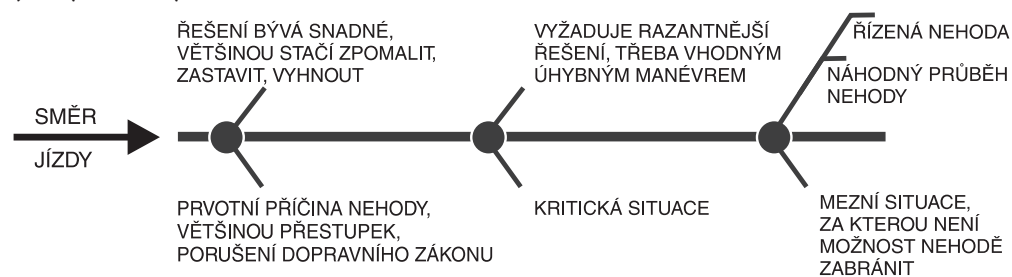 ŘEŠENÍ BÝVÁ SNADNÉ,
VĚTŠINOU STAČÍ ZPOMALIT,
ZASTAVIT, VYHNOUT
VYŽADUJE RAZANTNĚJŠÍ
ŘEŠENÍ, TŘEBA VHODNÝM
ÚHYBNÝM MANÉVREM
ŘÍZENÁ NEHODA
NÁHODNÝ PRŮBĚH
NEHODY
SMĚR
JÍZDY
PRVOTNÍ PŘÍČINA NEHODY,
VĚTŠINOU PŘESTUPEK,
PORUŠENÍ DOPRAVNÍHO ZÁKONU
KRITICKÁ SITUACE
MEZNÍ SITUACE,
ZA KTEROU NENÍ
MOŽNOST NEHODĚ
ZABRÁNIT